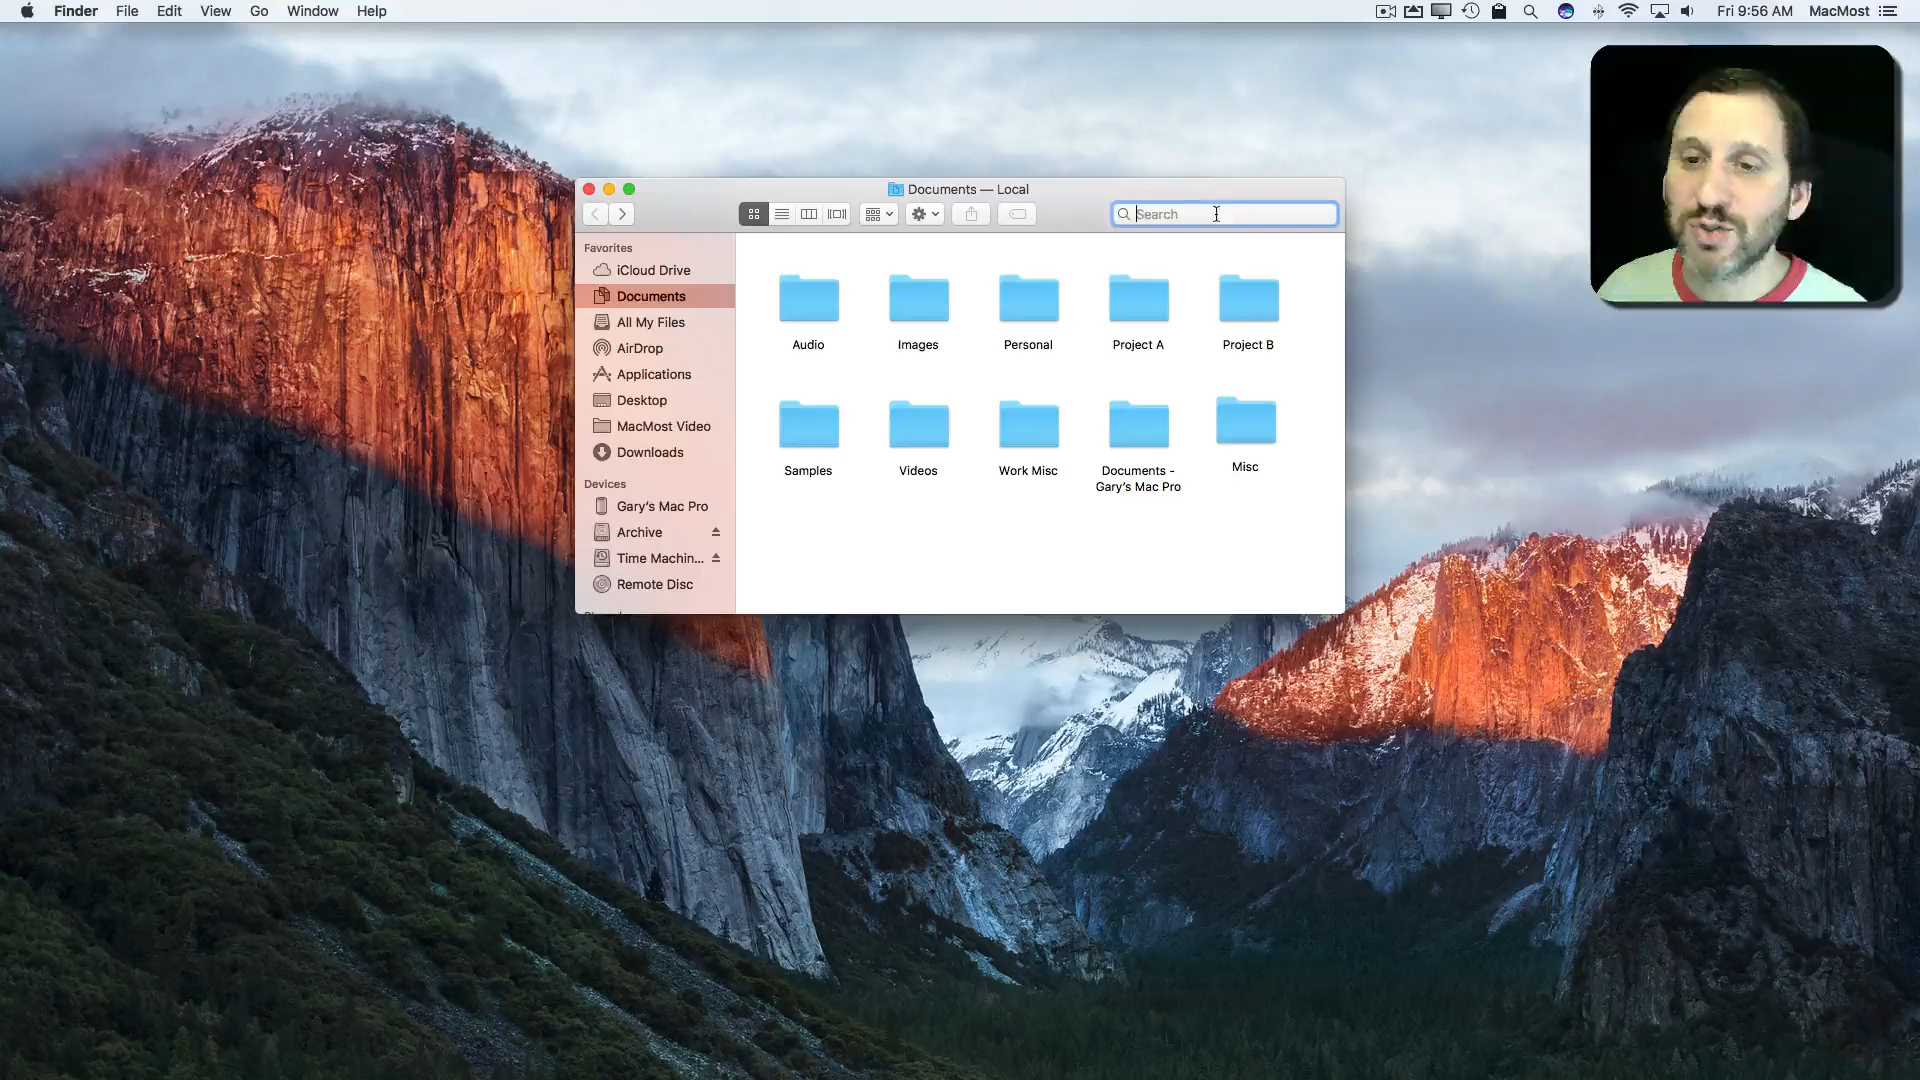 Finder File Edit View Go Window Help Fri 9:56 AM MacMost
Documents — Local
Search
Favorites
iCloud Drive
Documents
All My Files
AirDrop
Applications
Desktop
MacMost Video
Downloads
Devices
Gary's Mac Pro
Archive
Time Machin...
Remote Disc
Audio Images Personal Project A Project B
Samples Videos Work Misc Documents - Gary's Mac Pro Misc